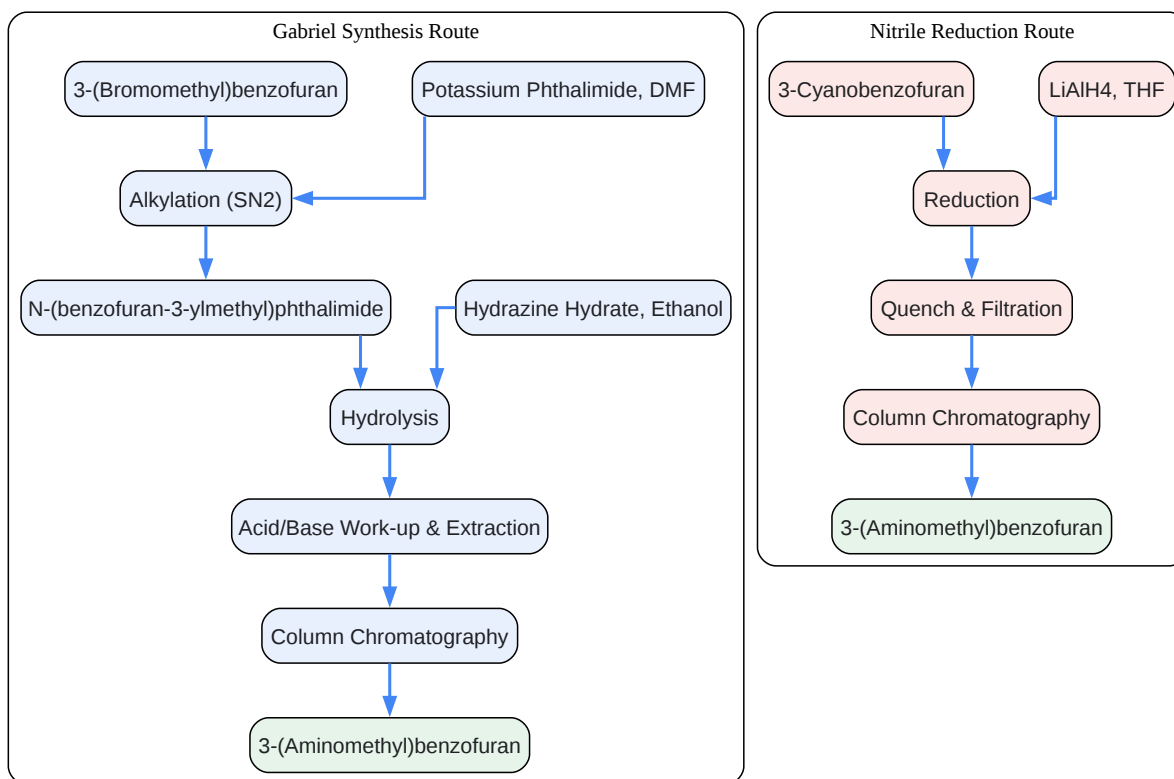 Gabriel Synthesis Route
3-(Bromomethyl)benzofuran
Potassium Phthalimide, DMF
Alkylation (SN2)
N-(benzofuran-3-ylmethyl)phthalimide
Hydrazine Hydrate, Ethanol
Hydrolysis
Acid/Base Work-up & Extraction
Column Chromatography
3-(Aminomethyl)benzofuran
Nitrile Reduction Route
3-Cyanobenzofuran
LiAlH4, THF
Reduction
Quench & Filtration
Column Chromatography
3-(Aminomethyl)benzofuran